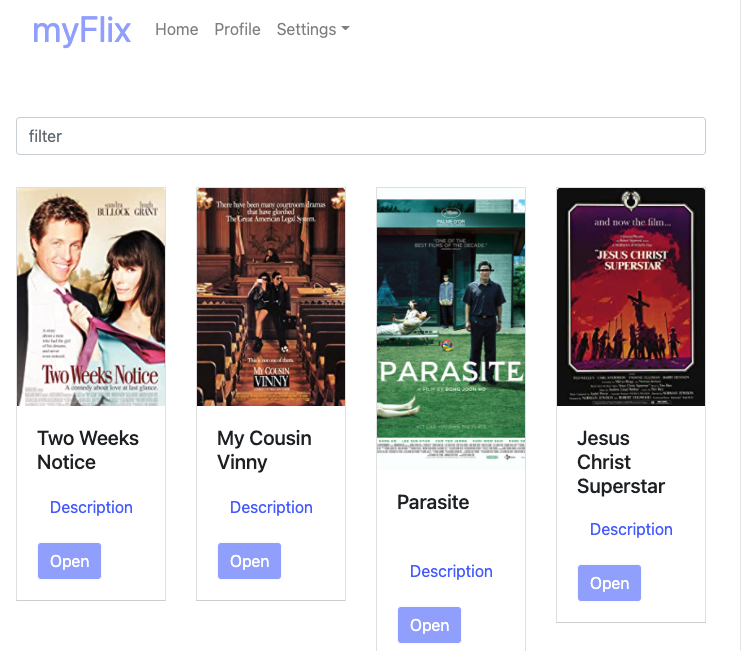 myFlix Home Profile Settings
filter
sandra hugh
BULLOCK GRANT
Two Weeks Notice
A comedy about love at last glance.
There have been many courtroom dramas
that have glorified
The Great American Legal System.
This is not one of them.
MY COUSIN
VINNY
PALME D'OR
"ONE OF THE
BEST FILMS OF THE DECADE."
PARASITE
A FILM BY BONG JOON HO
and now the film...
"JESUS CHRIST
SUPERSTAR"
Two Weeks
Notice
Description
Open
My Cousin
Vinny
Description
Open
Parasite
Description
Open
Jesus
Christ
Superstar
Description
Open